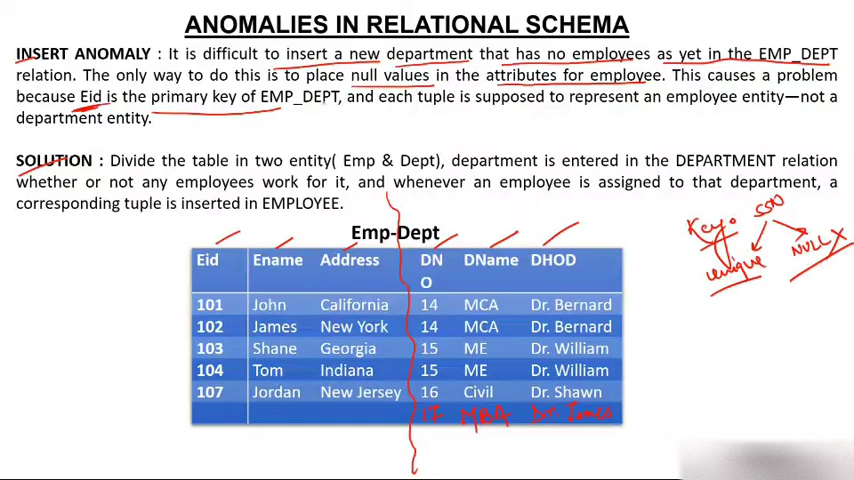 ANOMALIES IN RELATIONAL SCHEMA
INSERT ANOMALY : It is difficult to insert a new department that has no employees as yet in the EMP_DEPT
relation. The only way to do this is to place null values in the attributes for employee. This causes a problem
because Eid is the primary key of EMP_DEPT, and each tuple is supposed to represent an employee entity—not a
department entity.
SOLUTION : Divide the table in two entity( Emp & Dept), department is entered in the DEPARTMENT relation
whether or not any employees work for it, and whenever an employee is assigned to that department, a
corresponding tuple is inserted in EMPLOYEE.
Key. SSN
unique NULL X
Emp-Dept
Eid Ename Address DN
O DName DHOD
101 John California 14 MCA Dr. Bernard
102 James New York 14 MCA Dr. Bernard
103 Shane Georgia 15 ME Dr. William
104 Tom Indiana 15 ME Dr. William
107 Jordan New Jersey 16 Civil Dr. Shawn
17 MBA Dr. Jones